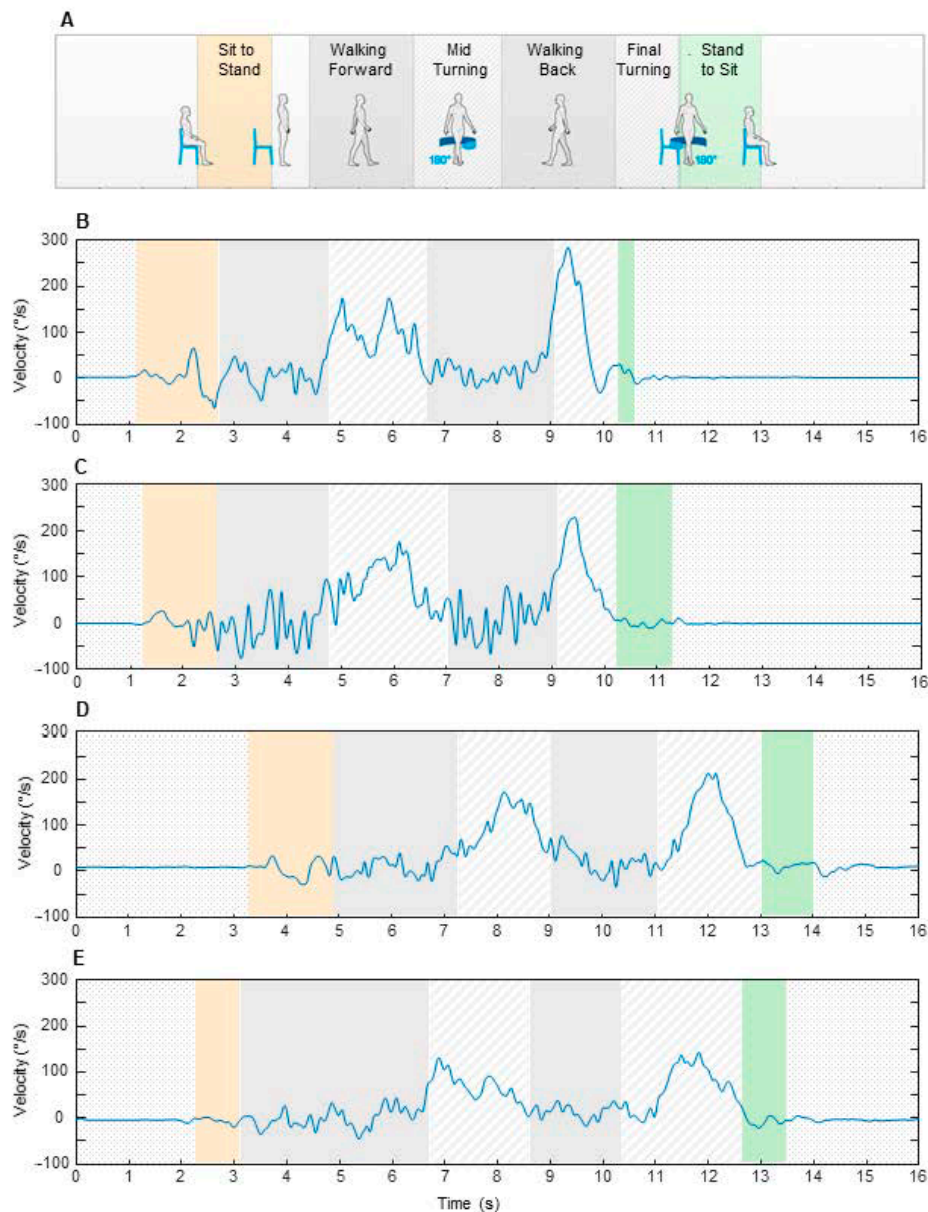 A
Sit to Stand
Walking Forward
Mid Turning
Walking Back
Final Turning
. Stand to Sit
180°
180°
B
Velocity (°/s)
300
200
100
0
-100
0 1 2 3 4 5 6 7 8 9 10 11 12 13 14 15 16
C
Velocity (°/s)
300
200
100
0
-100
0 1 2 3 4 5 6 7 8 9 10 11 12 13 14 15 16
D
Velocity (°/s)
300
200
100
0
-100
0 1 2 3 4 5 6 7 8 9 10 11 12 13 14 15 16
E
Velocity (°/s)
300
200
100
0
-100
0 1 2 3 4 5 6 7 8 9 10 11 12 13 14 15 16
Time (s)